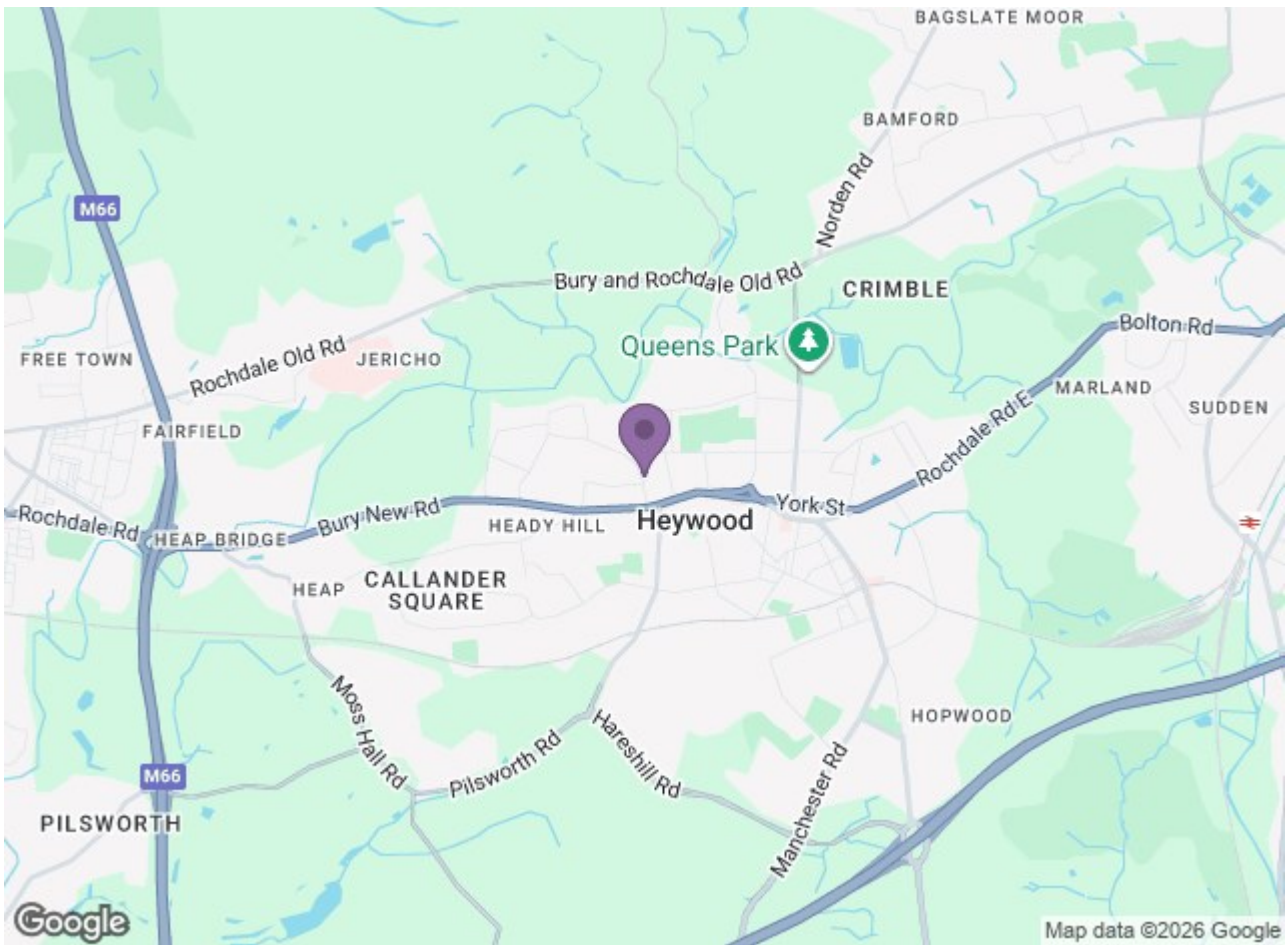 BAGSLATE MOOR
BAMFORD
M66
Norden Rd
Bury and Rochdale Old Rd
CRIMBLE
Bolton Rd
Queens Park
FREE TOWN
Rochdale Old Rd
JERICHO
MARLAND
SUDDEN
FAIRFIELD
Rochdale Rd E
Rochdale Rd
HEAP BRIDGE
Bury New Rd
HEADY HILL
Heywood
York St
HEAP
CALLANDER
SQUARE
Moss Hall Rd
Pilsworth Rd
Hareshill Rd
Manchester Rd
HOPWOOD
M66
PILSWORTH
Google
Map data ©2026 Google